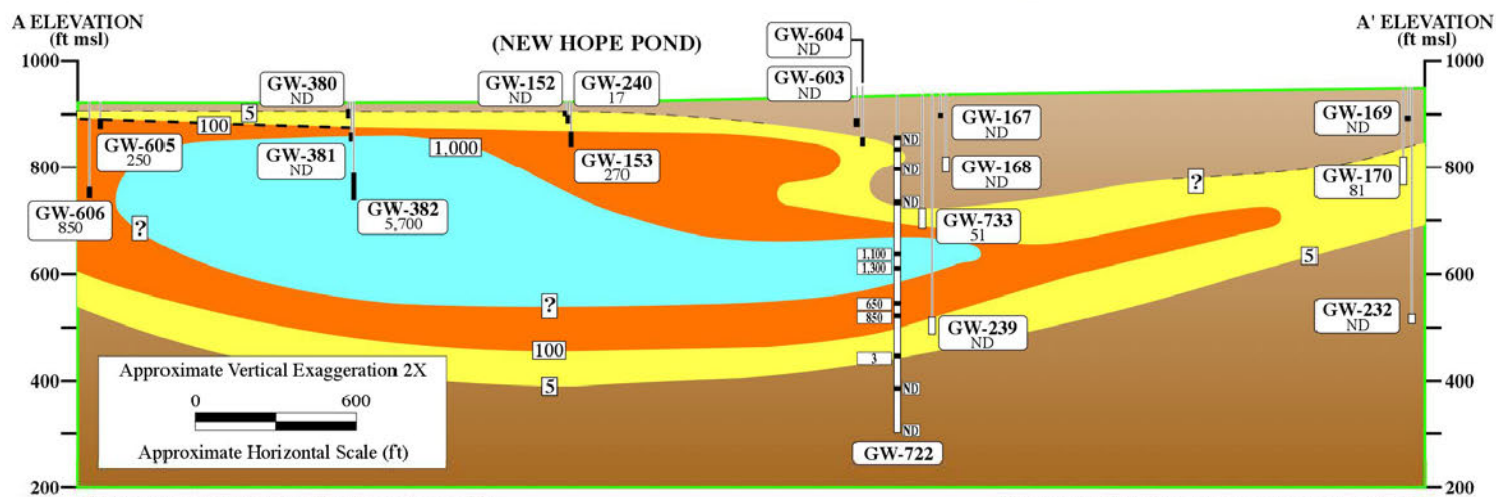 A ELEVATION
(ft msl)
(NEW HOPE POND)
A' ELEVATION
(ft msl)
GW-604
ND
GW-603
ND
GW-380
ND
GW-152
ND
GW-240
17
1000
1000
5
100
1,000
GW-605
250
GW-381
ND
GW-153
270
GW-167
ND
GW-169
ND
ND
800
800
ND
GW-168
ND
?
GW-170
81
GW-606
850
?
GW-382
5,700
ND
GW-733
51
1,100
1,300
5
600
600
?
650
850
GW-239
ND
GW-232
ND
100
3
5
400
400
ND
ND
GW-722
Approximate Vertical Exaggeration 2X
0
600
Approximate Horizontal Scale (ft)
200
200